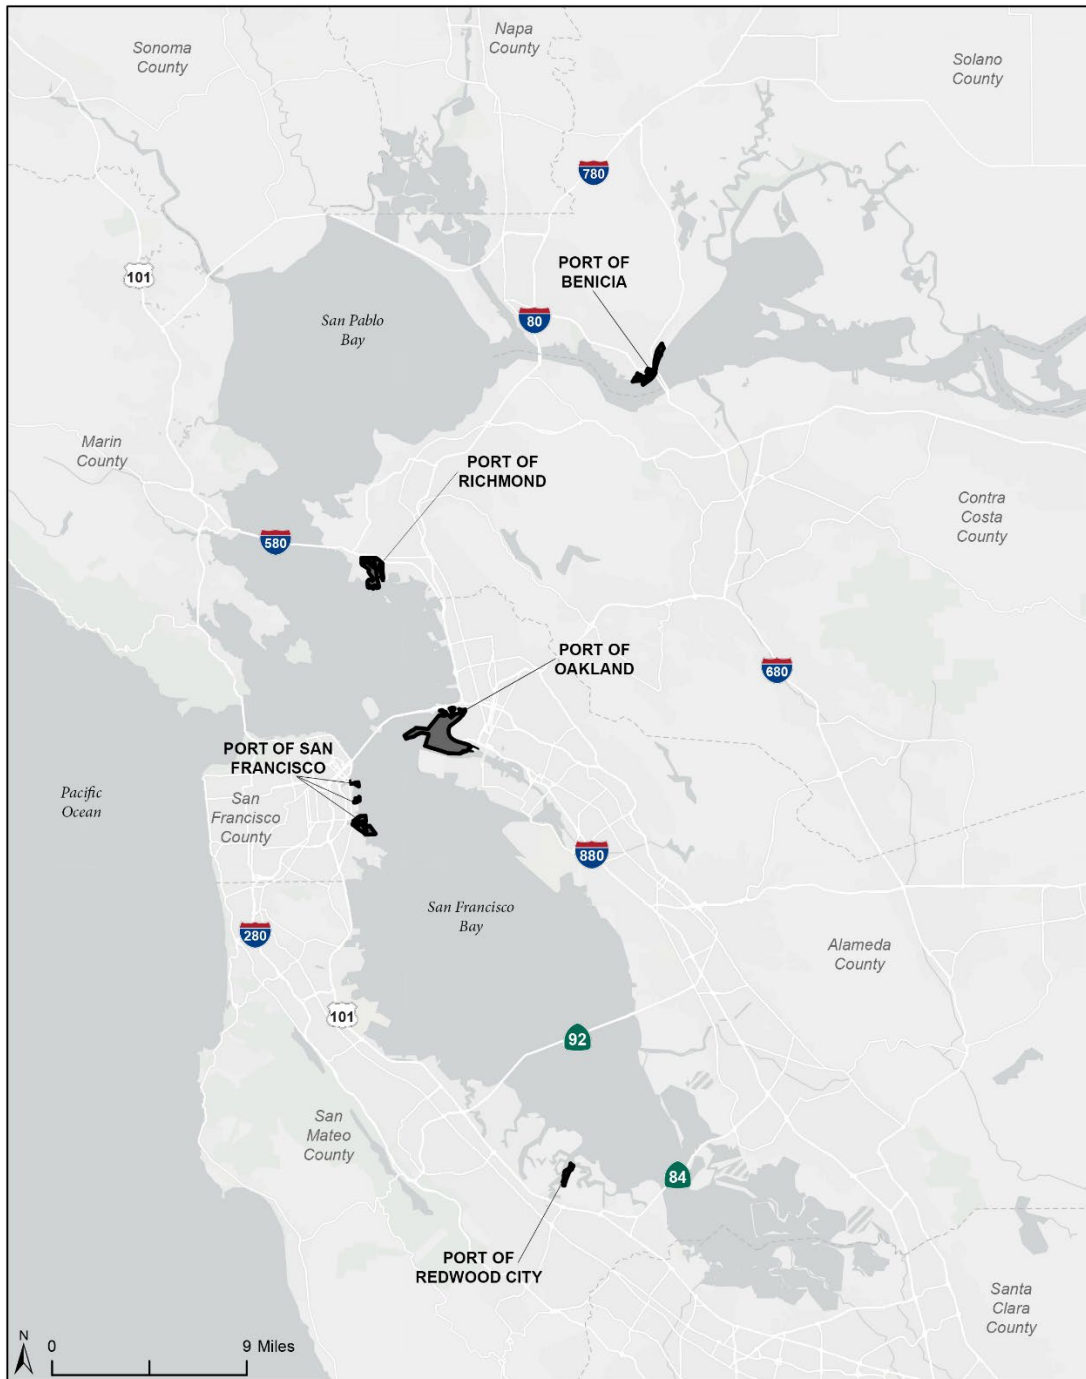 Napa
County
Sonoma
County
Solano
County
780
PORT OF
BENICIA
101
80
San Pablo
Bay
Marin
County
PORT OF
RICHMOND
Contra
Costa
County
580
PORT OF
OAKLAND
680
PORT OF SAN
FRANCISCO
Pacific
Ocean
San
Francisco
County
880
San Francisco
Bay
280
Alameda
County
101
92
San
Mateo
County
84
PORT OF
REDWOOD CITY
Santa
Clara
County
N
0 9 Miles